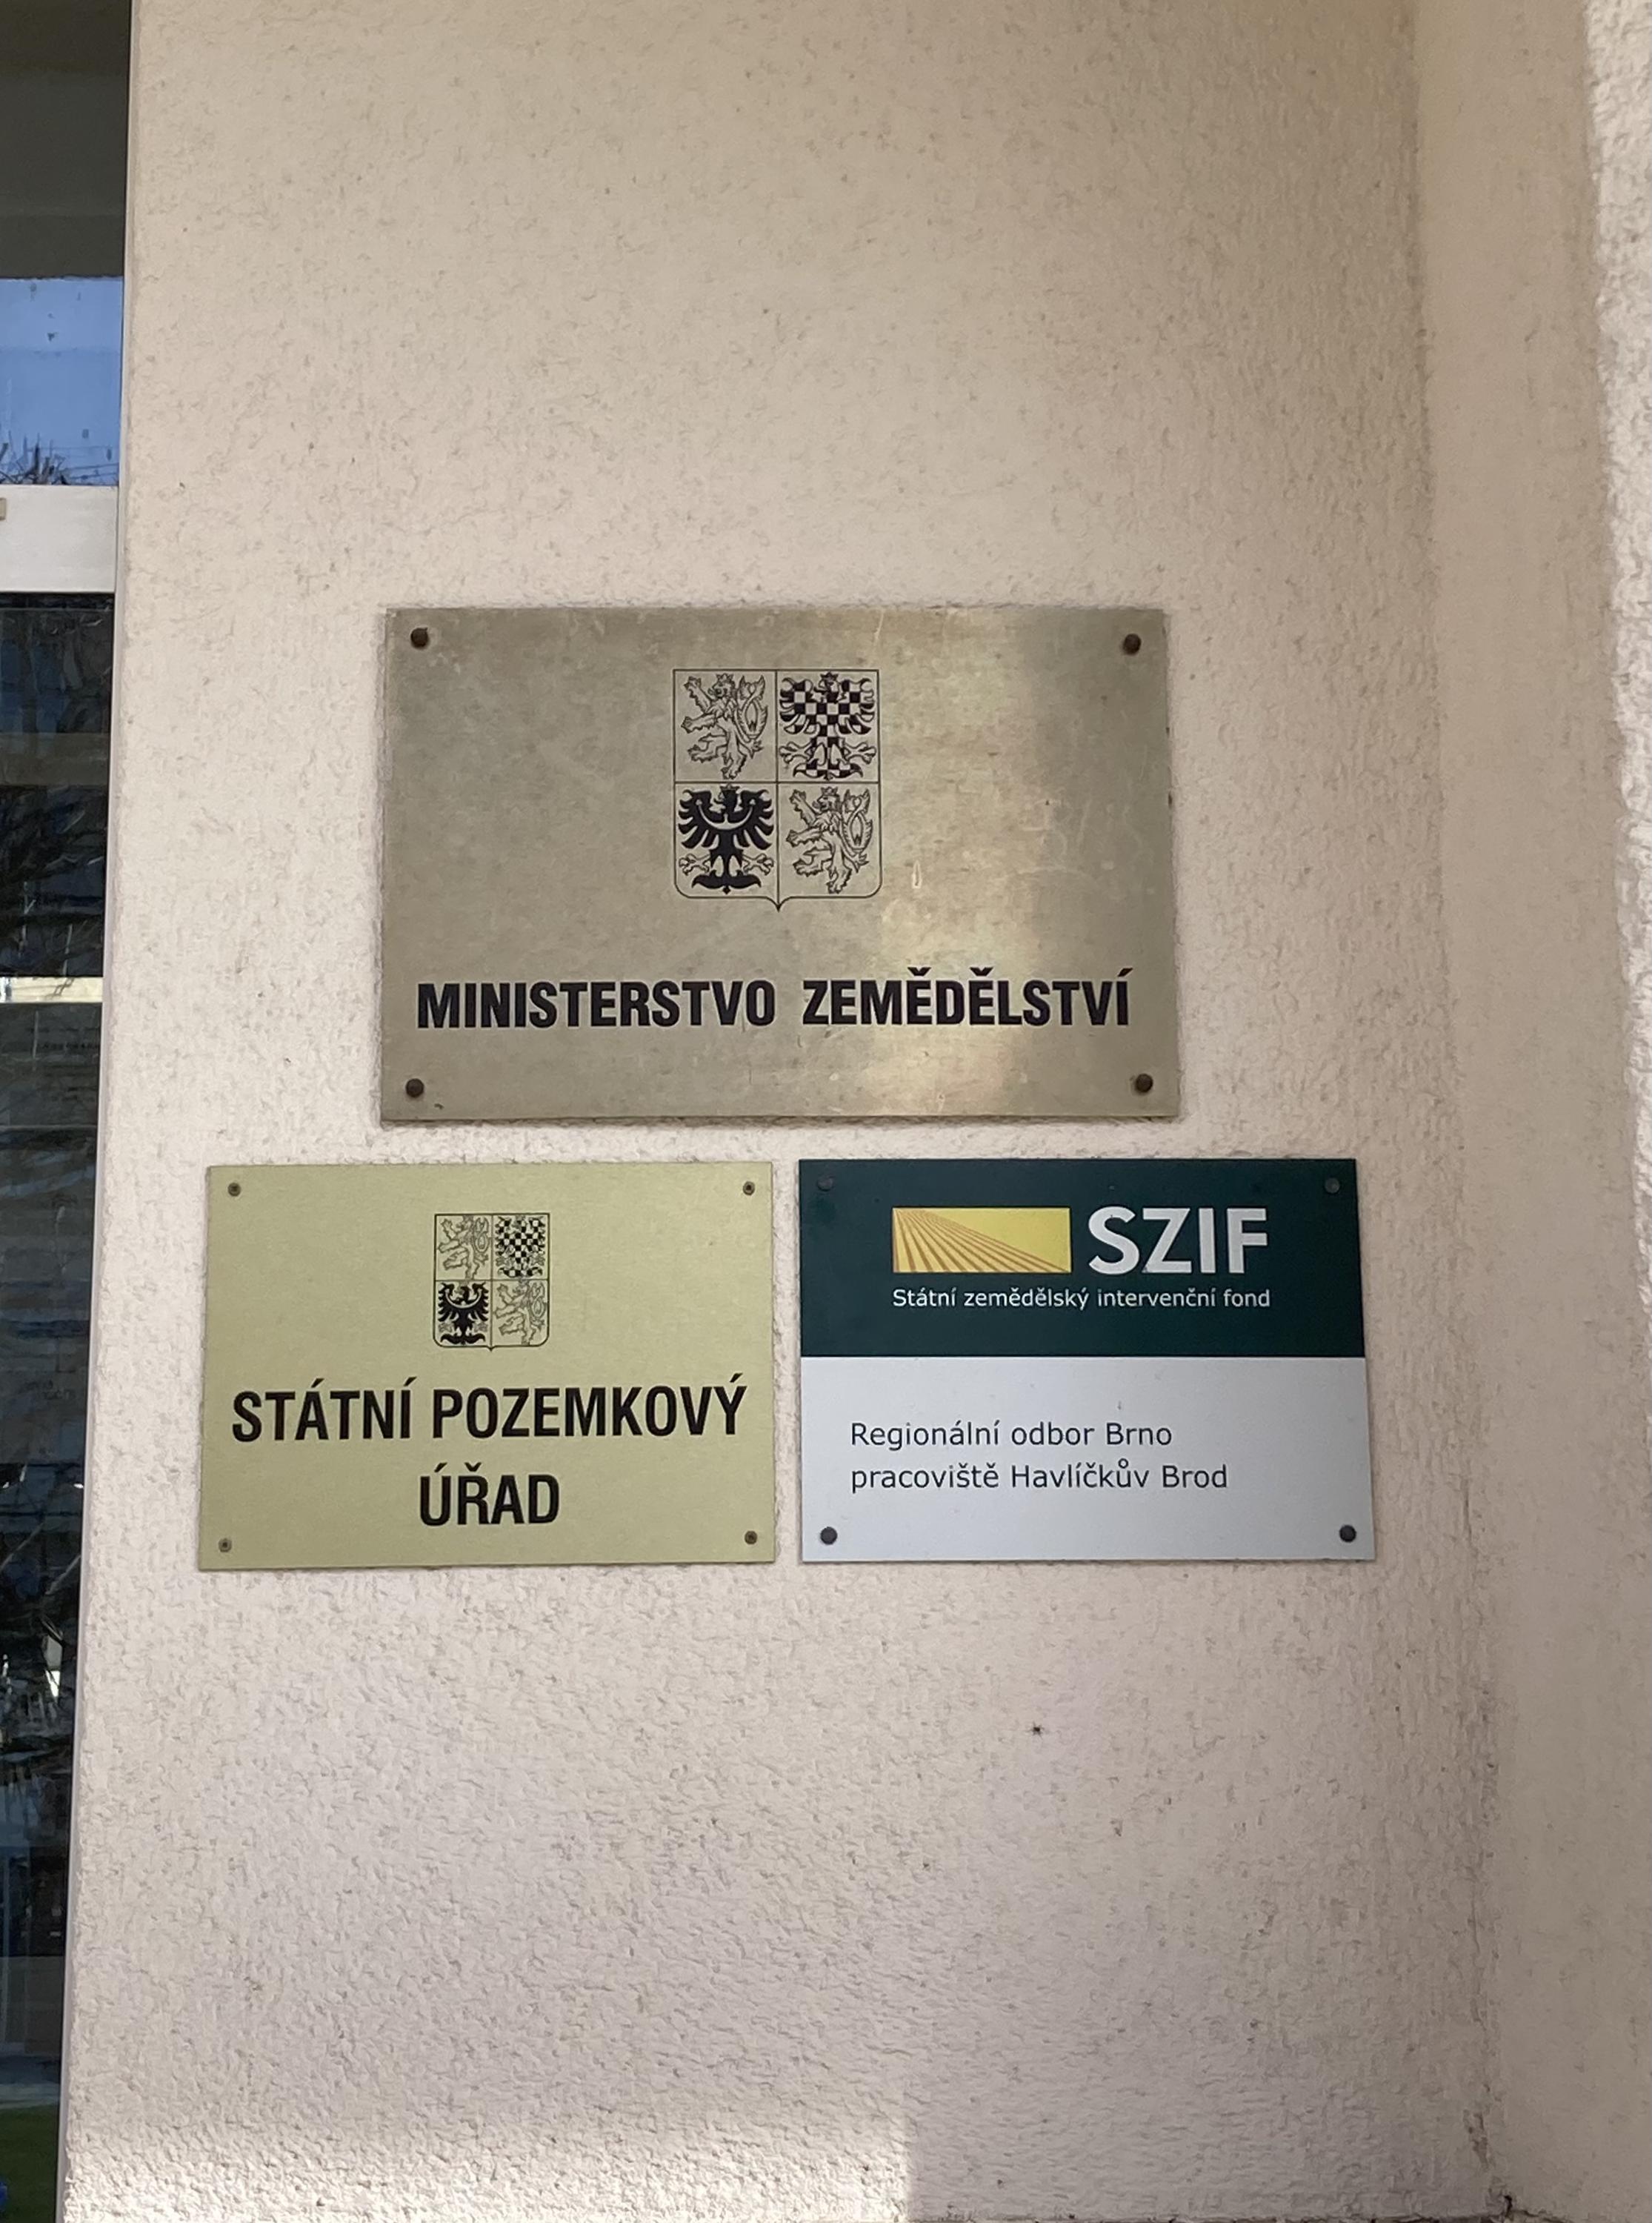 MINISTERSTVO ZEMĚDĚLSTVÍ
STÁTNÍ POZEMKOVÝ
ÚŘAD
SZIF
Státní zemědělský intervenční fond
Regionální odbor Brno
pracoviště Havlíčkův Brod